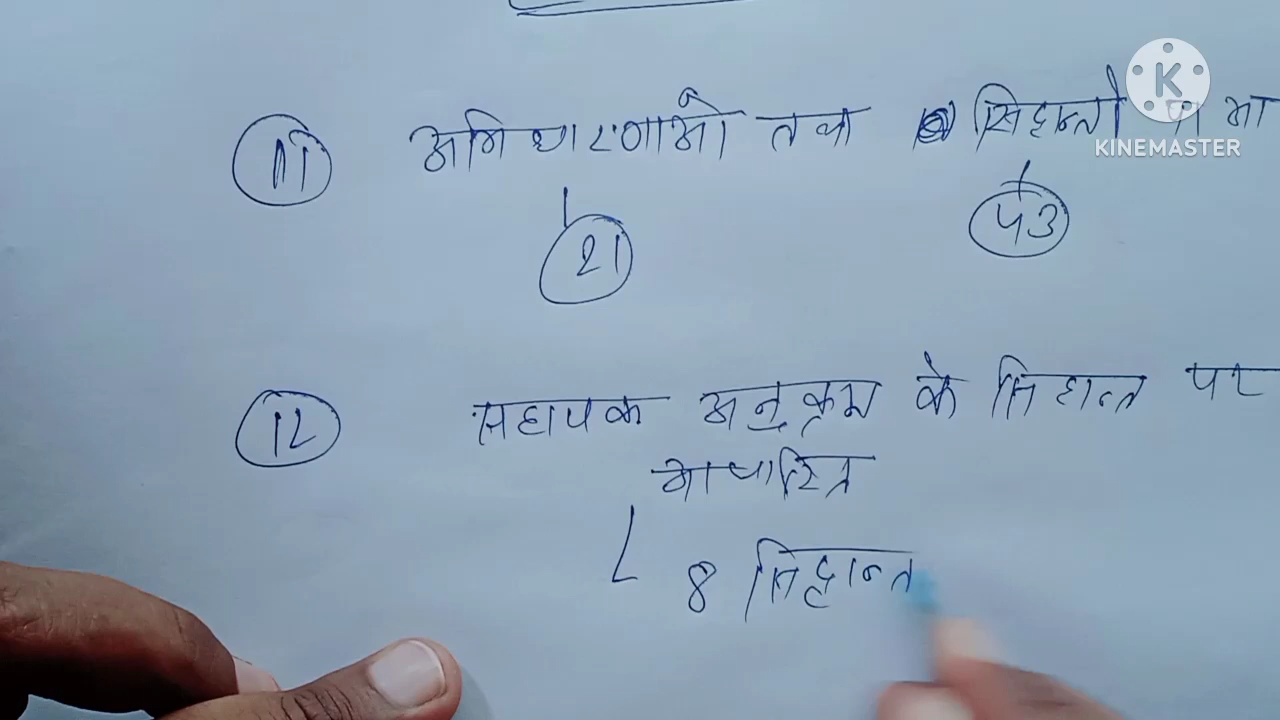 K
KINEMASTER
11 अभिधारणाओं तथा सिद्धान्तो
21 53
12 सहायक अनुक्रम के सिद्धान्त पर
आधारित
8 सिद्धान्त